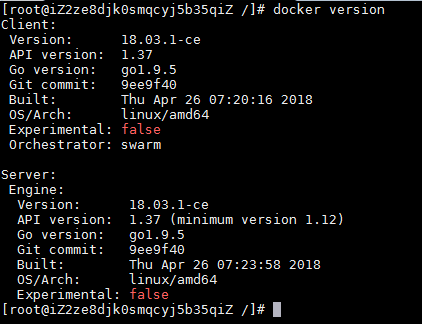 [root@iZ2ze8djk0smqcyj5b35qiZ /]# docker version
Client:
 Version:      18.03.1-ce
 API version:  1.37
 Go version:   go1.9.5
 Git commit:   9ee9f40
 Built:        Thu Apr 26 07:20:16 2018
 OS/Arch:      linux/amd64
 Experimental: false
 Orchestrator: swarm

Server:
 Engine:
  Version:      18.03.1-ce
  API version:  1.37 (minimum version 1.12)
  Go version:   go1.9.5
  Git commit:   9ee9f40
  Built:        Thu Apr 26 07:23:58 2018
  OS/Arch:      linux/amd64
  Experimental: false
[root@iZ2ze8djk0smqcyj5b35qiZ /]#